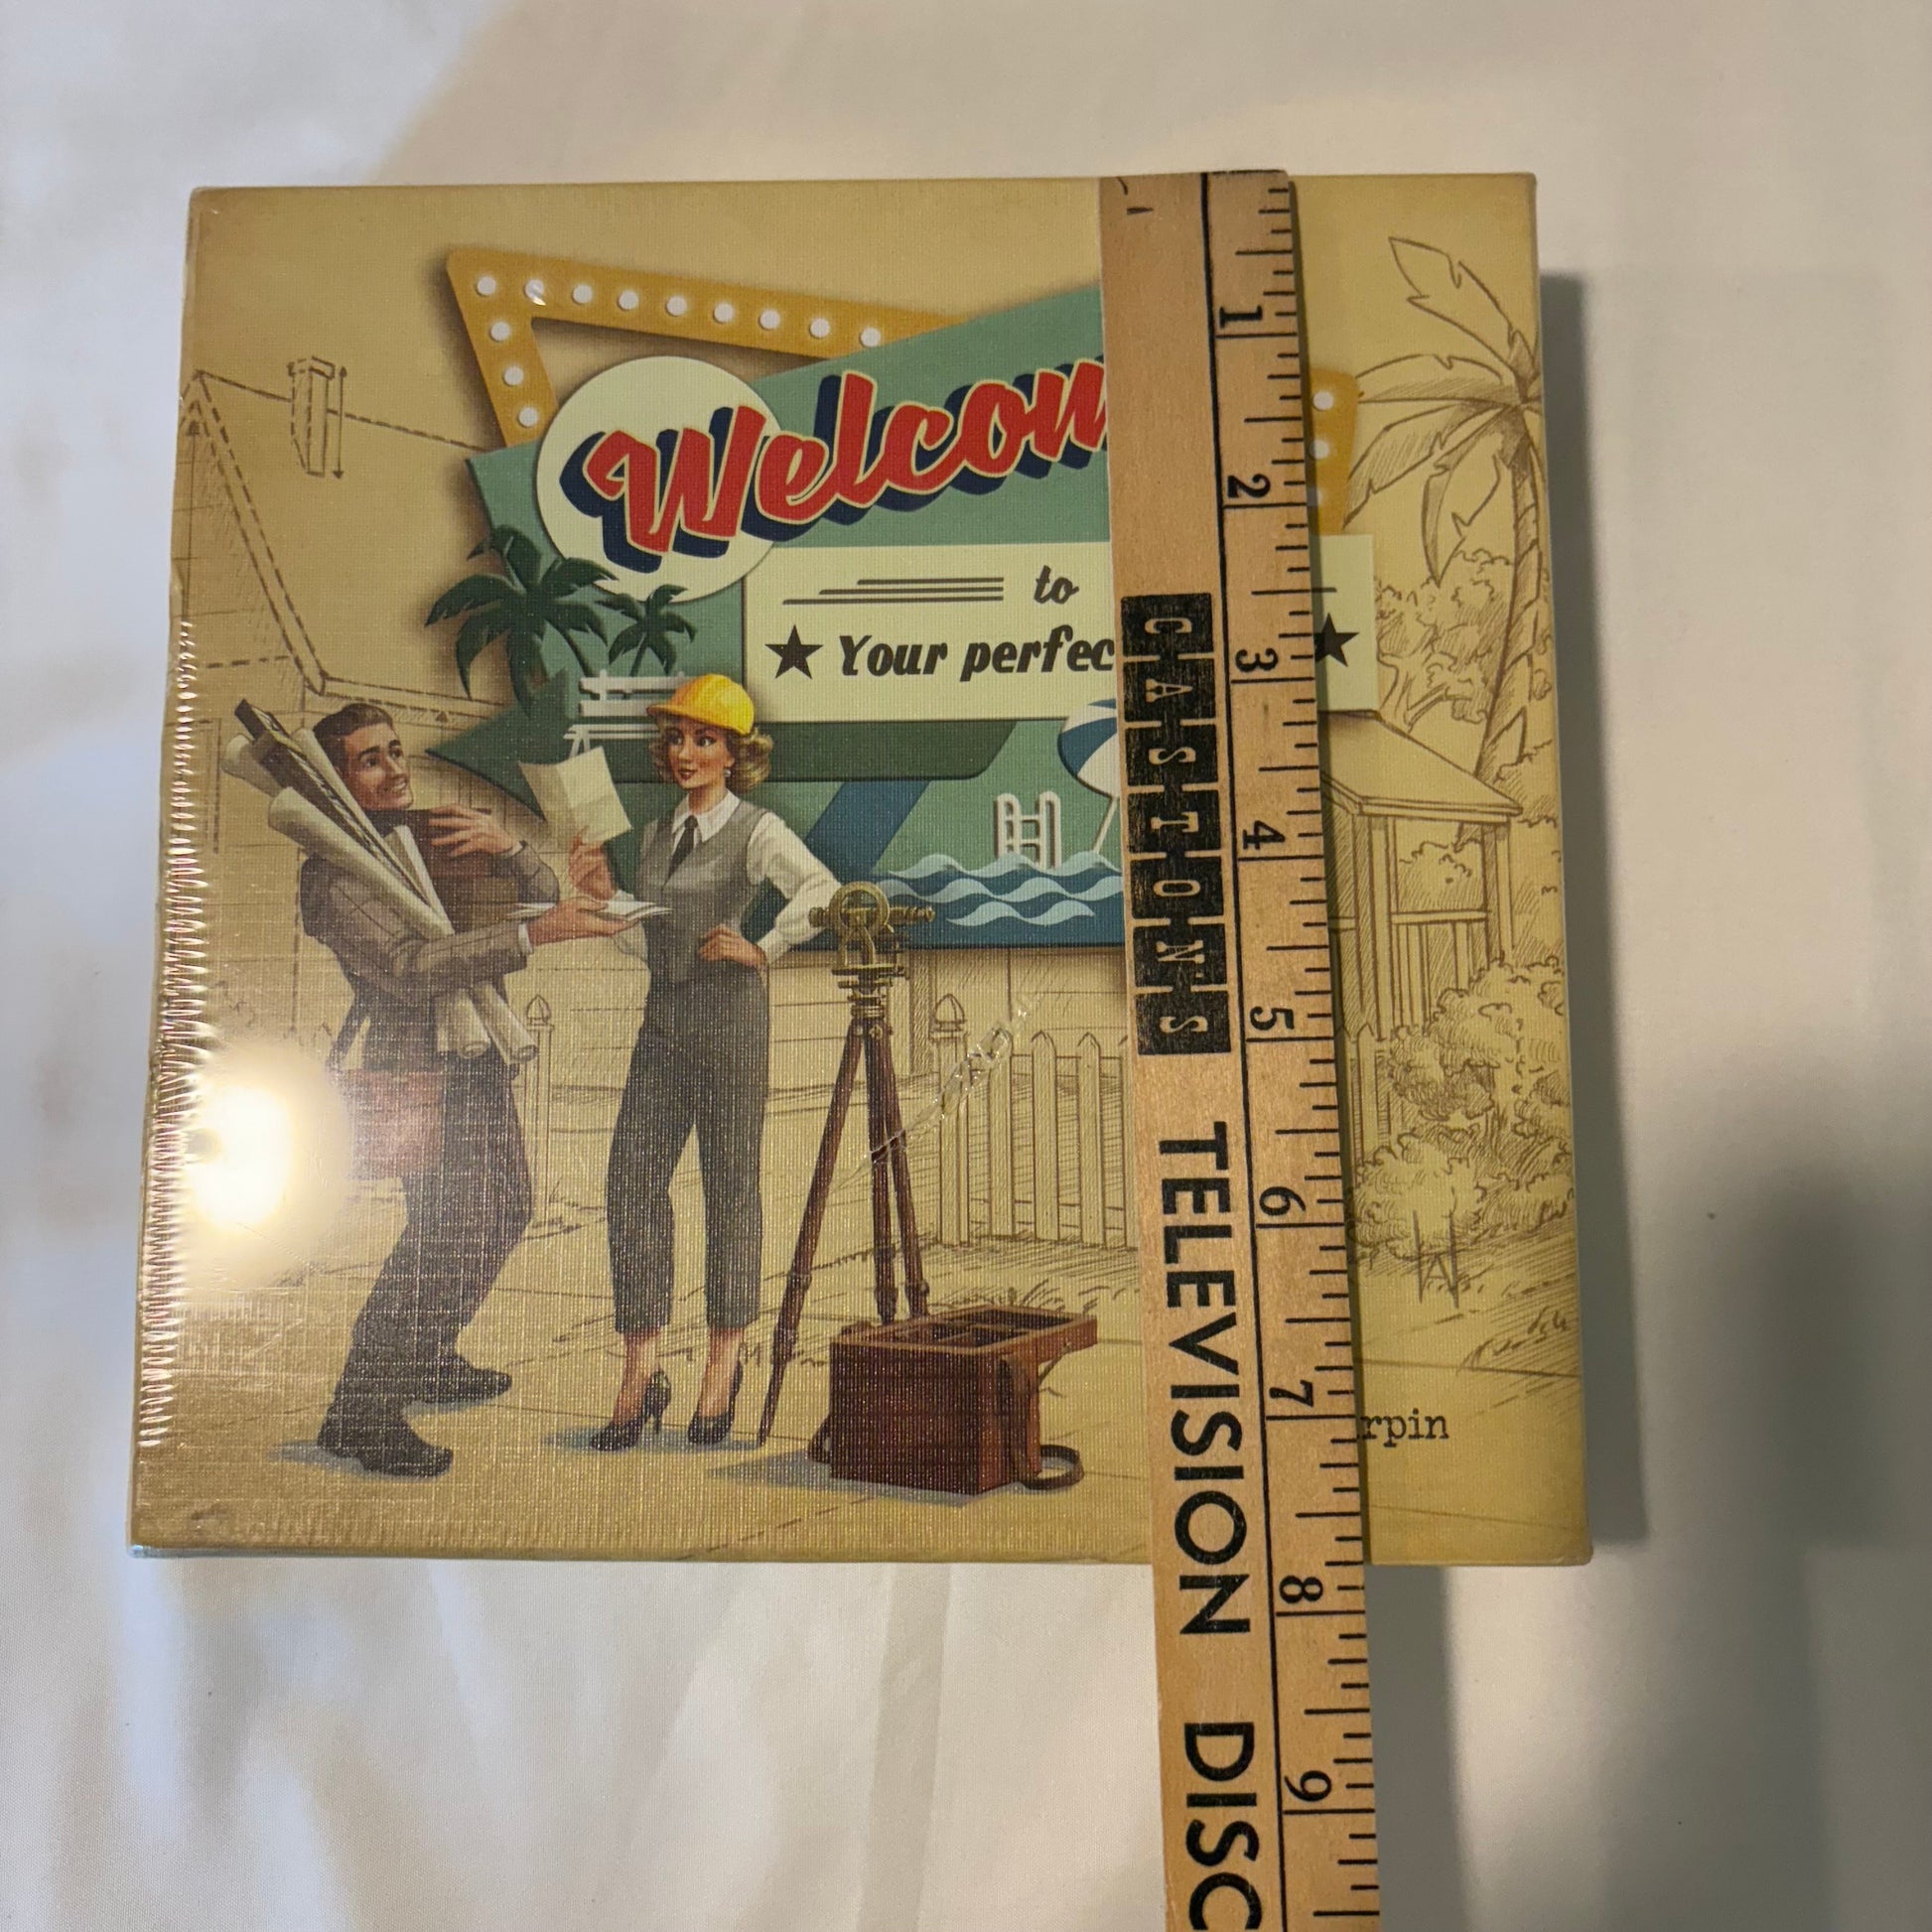 Welcom
to
Your perfec
rpin
1
2
3
4
5
6
7
8
9
CASTON'S TELEVISION DISC